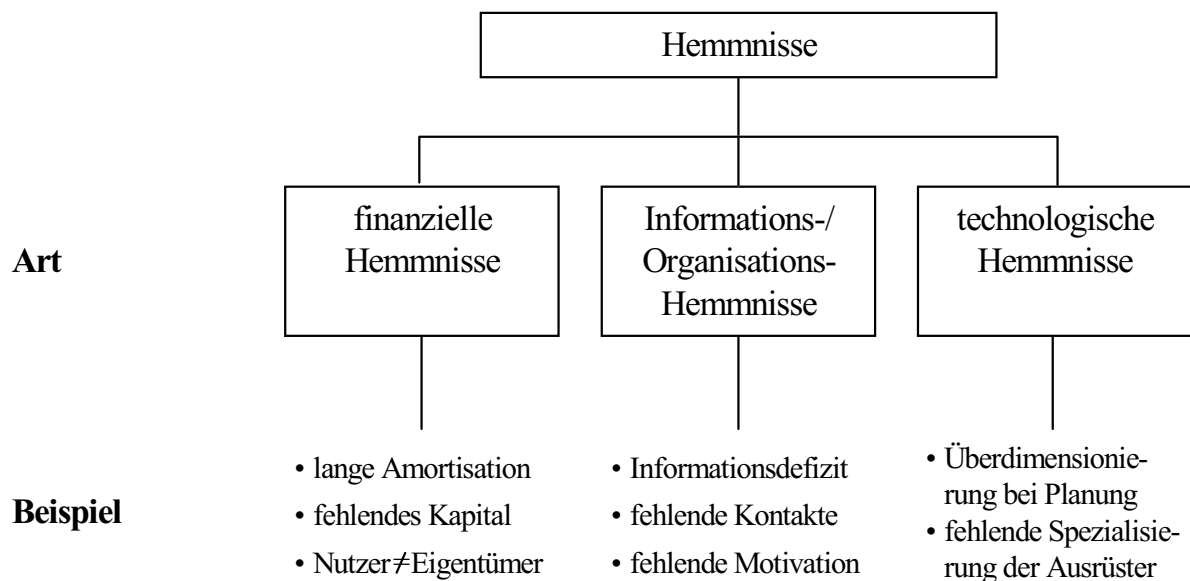 Hemmnisse
Art
finanzielle
Hemmnisse
Informations-/
Organisations-
Hemmnisse
technologische
Hemmnisse
Beispiel
• lange Amortisation
• fehlendes Kapital
• Nutzer≠Eigentümer
• Informationsdefizit
• fehlende Kontakte
• fehlende Motivation
• Überdimensionie-
rung bei Planung
• fehlende Spezialisie-
rung der Ausrüster